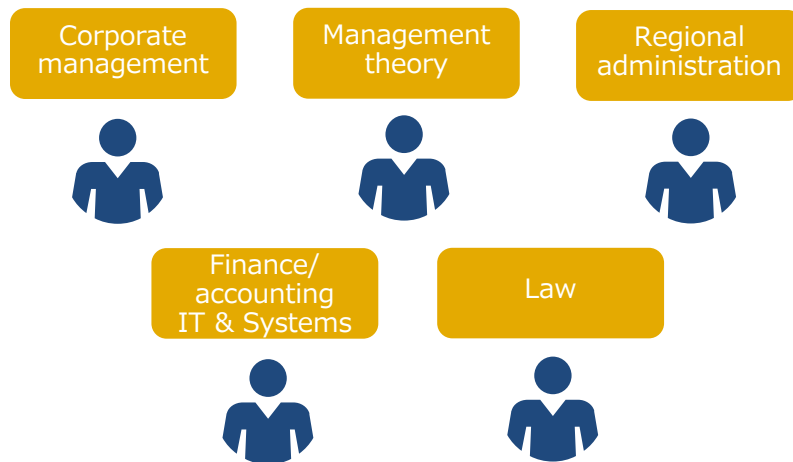 Corporate
management
Management
theory
Regional
administration
Finance/
accounting
IT & Systems
Law